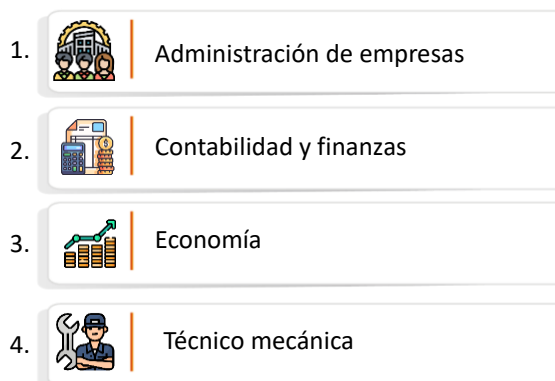 1. Administración de empresas
2. Contabilidad y finanzas
3. Economía
4. Técnico mecánica